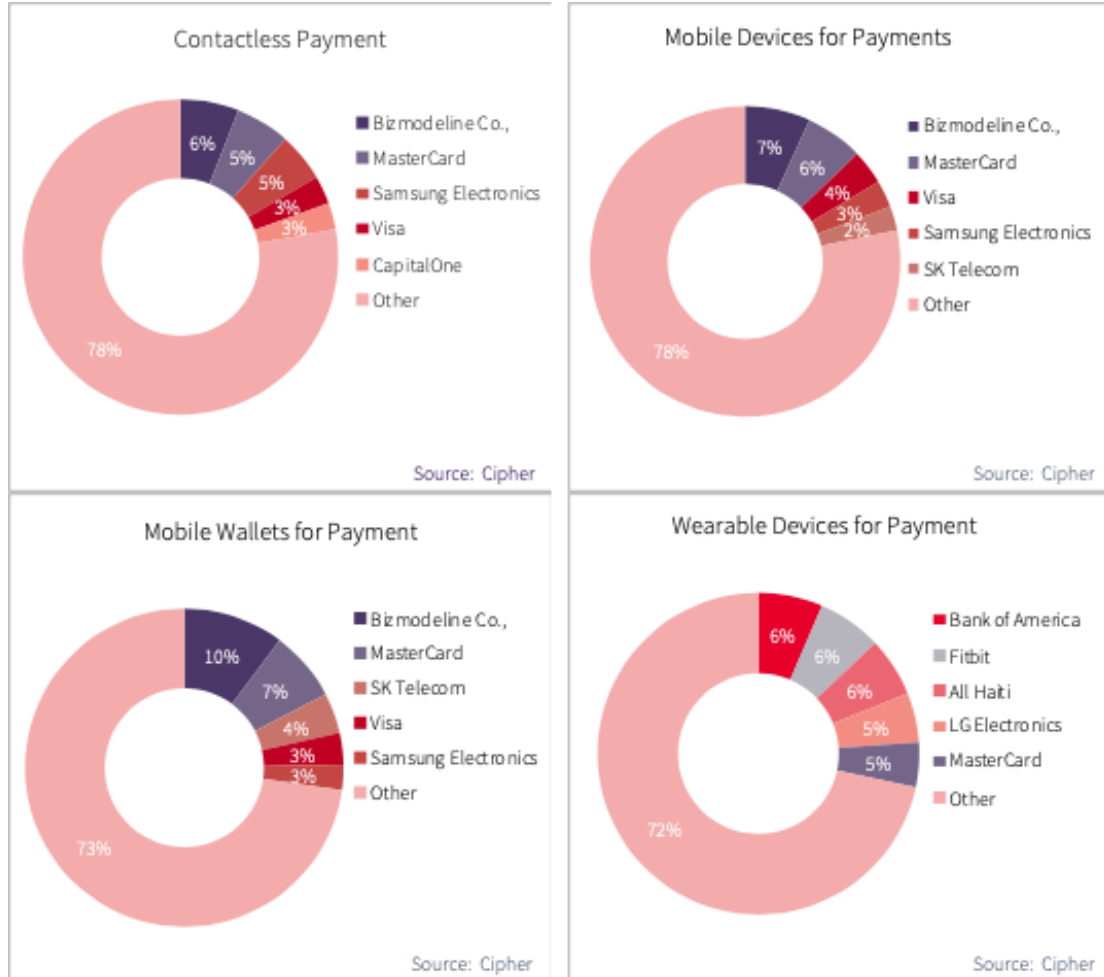 Contactless Payment
6%
5%
5%
3%
3%
78%
Bizmodeline Co.,
MasterCard
Samsung Electronics
Visa
CapitalOne
Other
Source: Cipher
Mobile Devices for Payments
7%
6%
4%
3%
2%
78%
Bizmodeline Co.,
MasterCard
Visa
Samsung Electronics
SK Telecom
Other
Source: Cipher
Mobile Wallets for Payment
10%
7%
4%
3%
3%
73%
Bizmodeline Co.,
MasterCard
SK Telecom
Visa
Samsung Electronics
Other
Source: Cipher
Wearable Devices for Payment
6%
6%
6%
5%
5%
72%
Bank of America
Fitbit
All Haiti
LG Electronics
MasterCard
Other
Source: Cipher